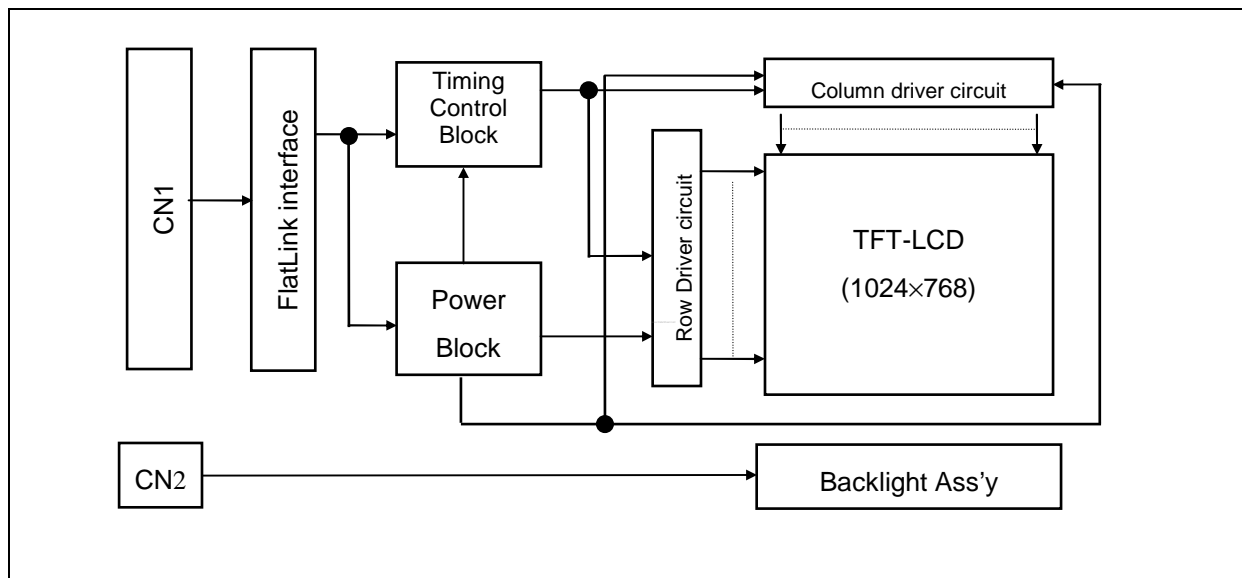 CN1
FlatLink interface
Timing
Control
Block
Power
Block
Row Driver circuit
Column driver circuit
TFT-LCD
(1024×768)
CN2
Backlight Ass’y